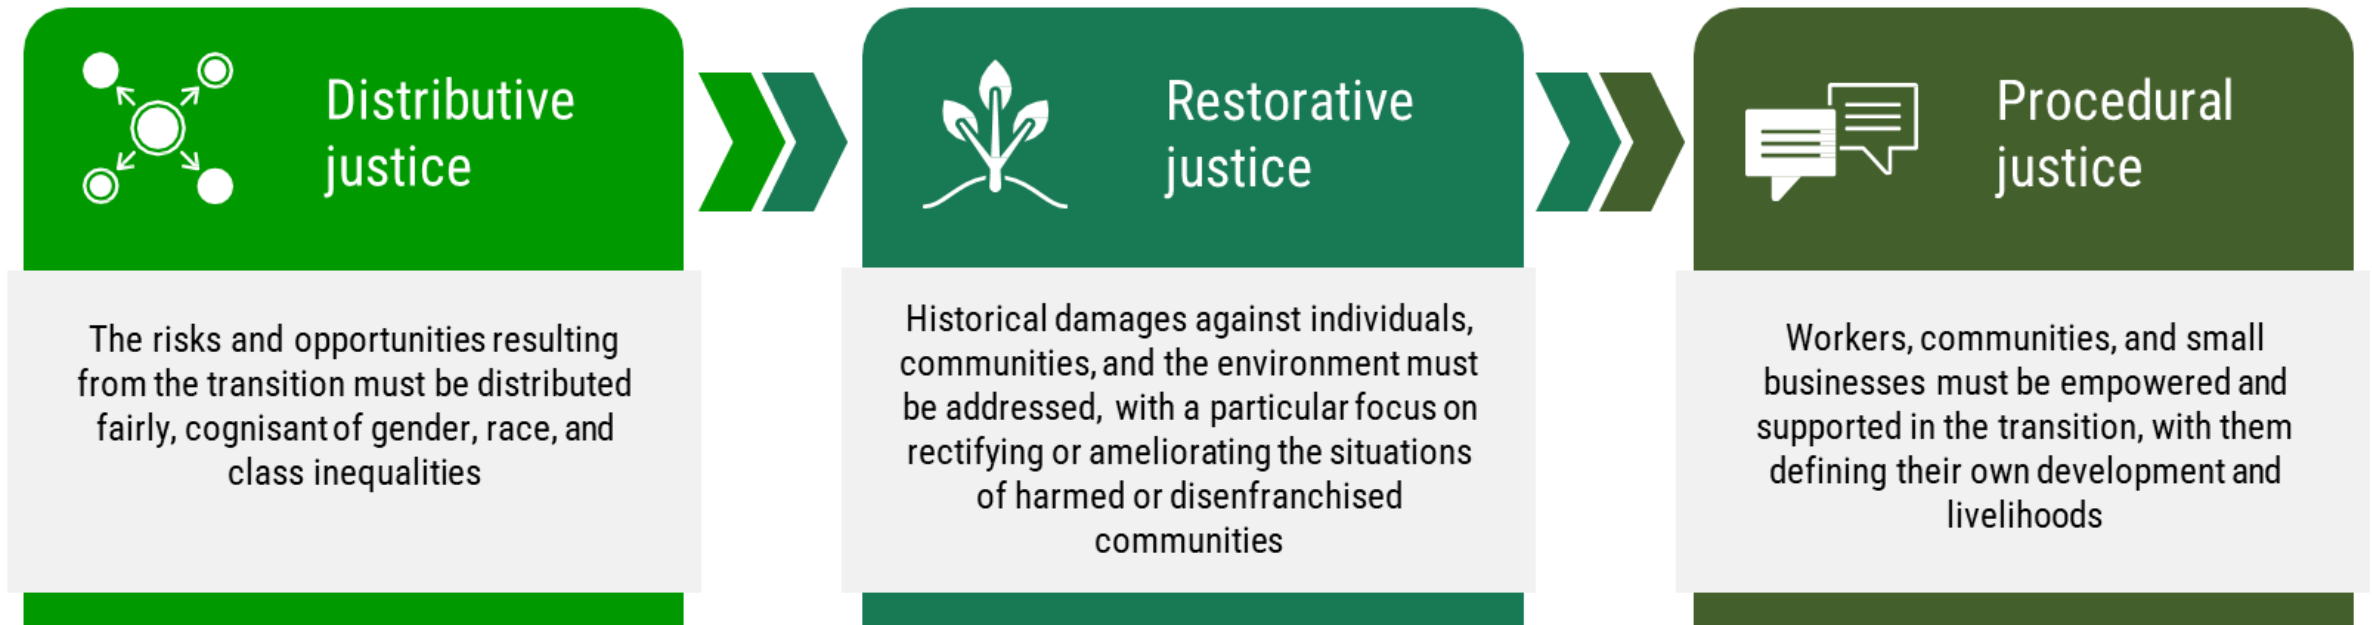 Distributive
justice
The risks and opportunities resulting
from the transition must be distributed
fairly, cognisant of gender, race, and
class inequalities
Restorative
justice
Historical damages against individuals,
communities, and the environment must
be addressed, with a particular focus on
rectifying or ameliorating the situations
of harmed or disenfranchised
communities
Procedural
justice
Workers, communities, and small
businesses must be empowered and
supported in the transition, with them
defining their own development and
livelihoods